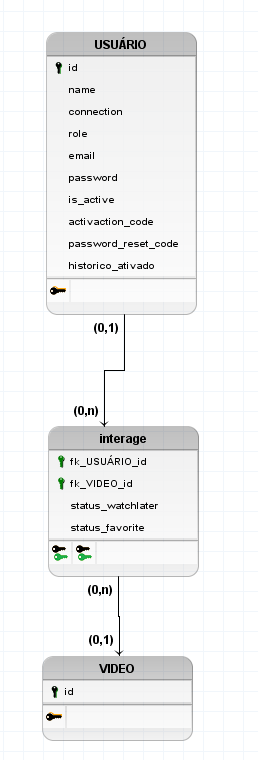 USUÁRIO
id
name
connection
role
email
password
is_active
activaction_code
password_reset_code
historico_ativado
(0,1)
(0,n)
interage
fk_USUÁRIO_id
fk_VIDEO_id
status_watchlater
status_favorite
(0,n)
(0,1)
VIDEO
id